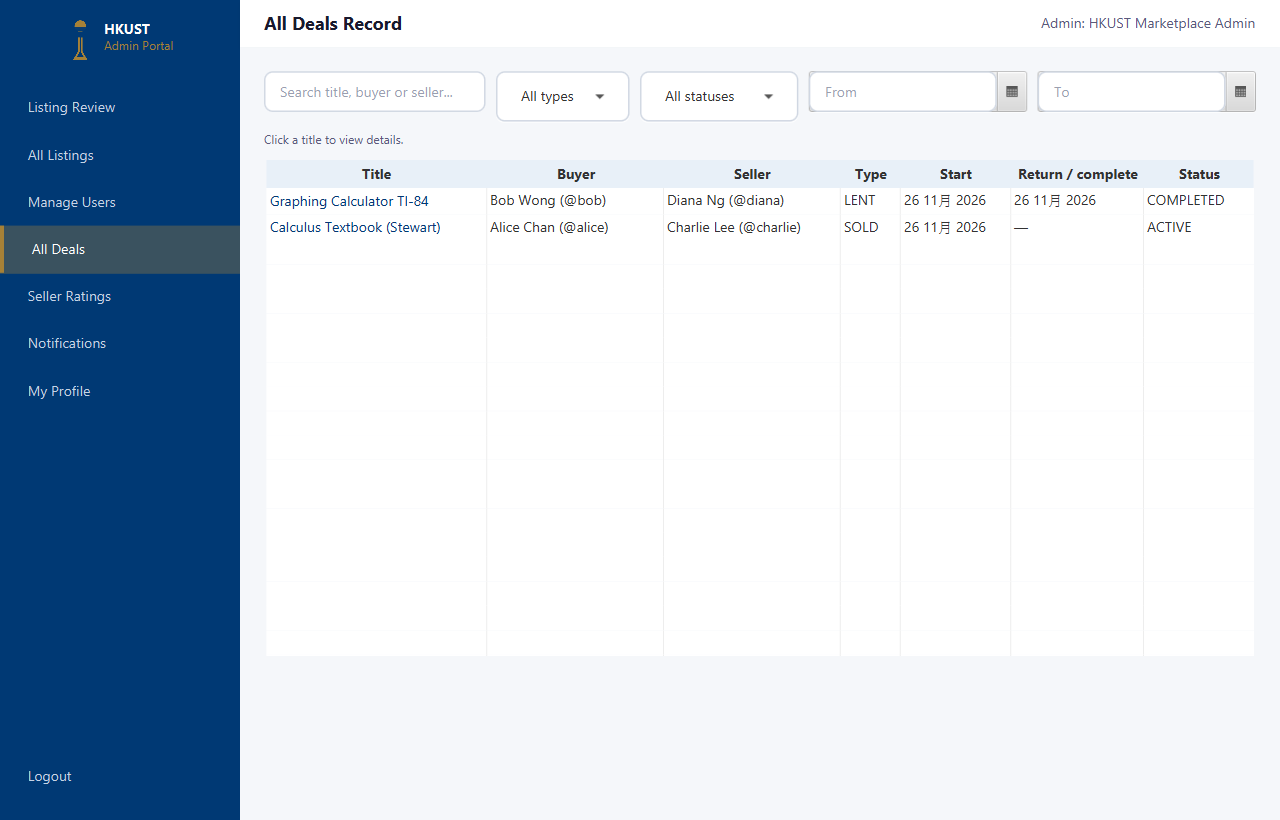 HKUST
Admin Portal
Listing Review
All Listings
Manage Users
All Deals
Seller Ratings
Notifications
My Profile
Logout
All Deals Record
Admin: HKUST Marketplace Admin
Search title, buyer or seller...
All types
All statuses
From
To
Click a title to view details.
Title Buyer Seller Type Start Return / complete Status
Graphing Calculator TI-84 Bob Wong (@bob) Diana Ng (@diana) LENT 26 11月 2026 26 11月 2026 COMPLETED
Calculus Textbook (Stewart) Alice Chan (@alice) Charlie Lee (@charlie) SOLD 26 11月 2026 — ACTIVE